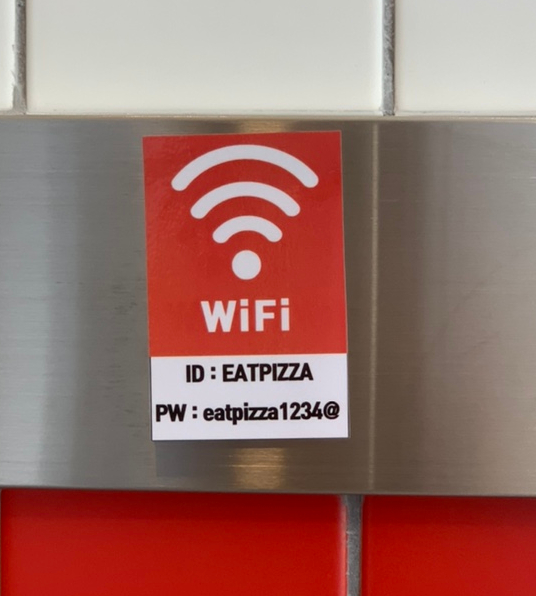 WiFi
ID : EATPIZZA
PW : eatpizza1234@